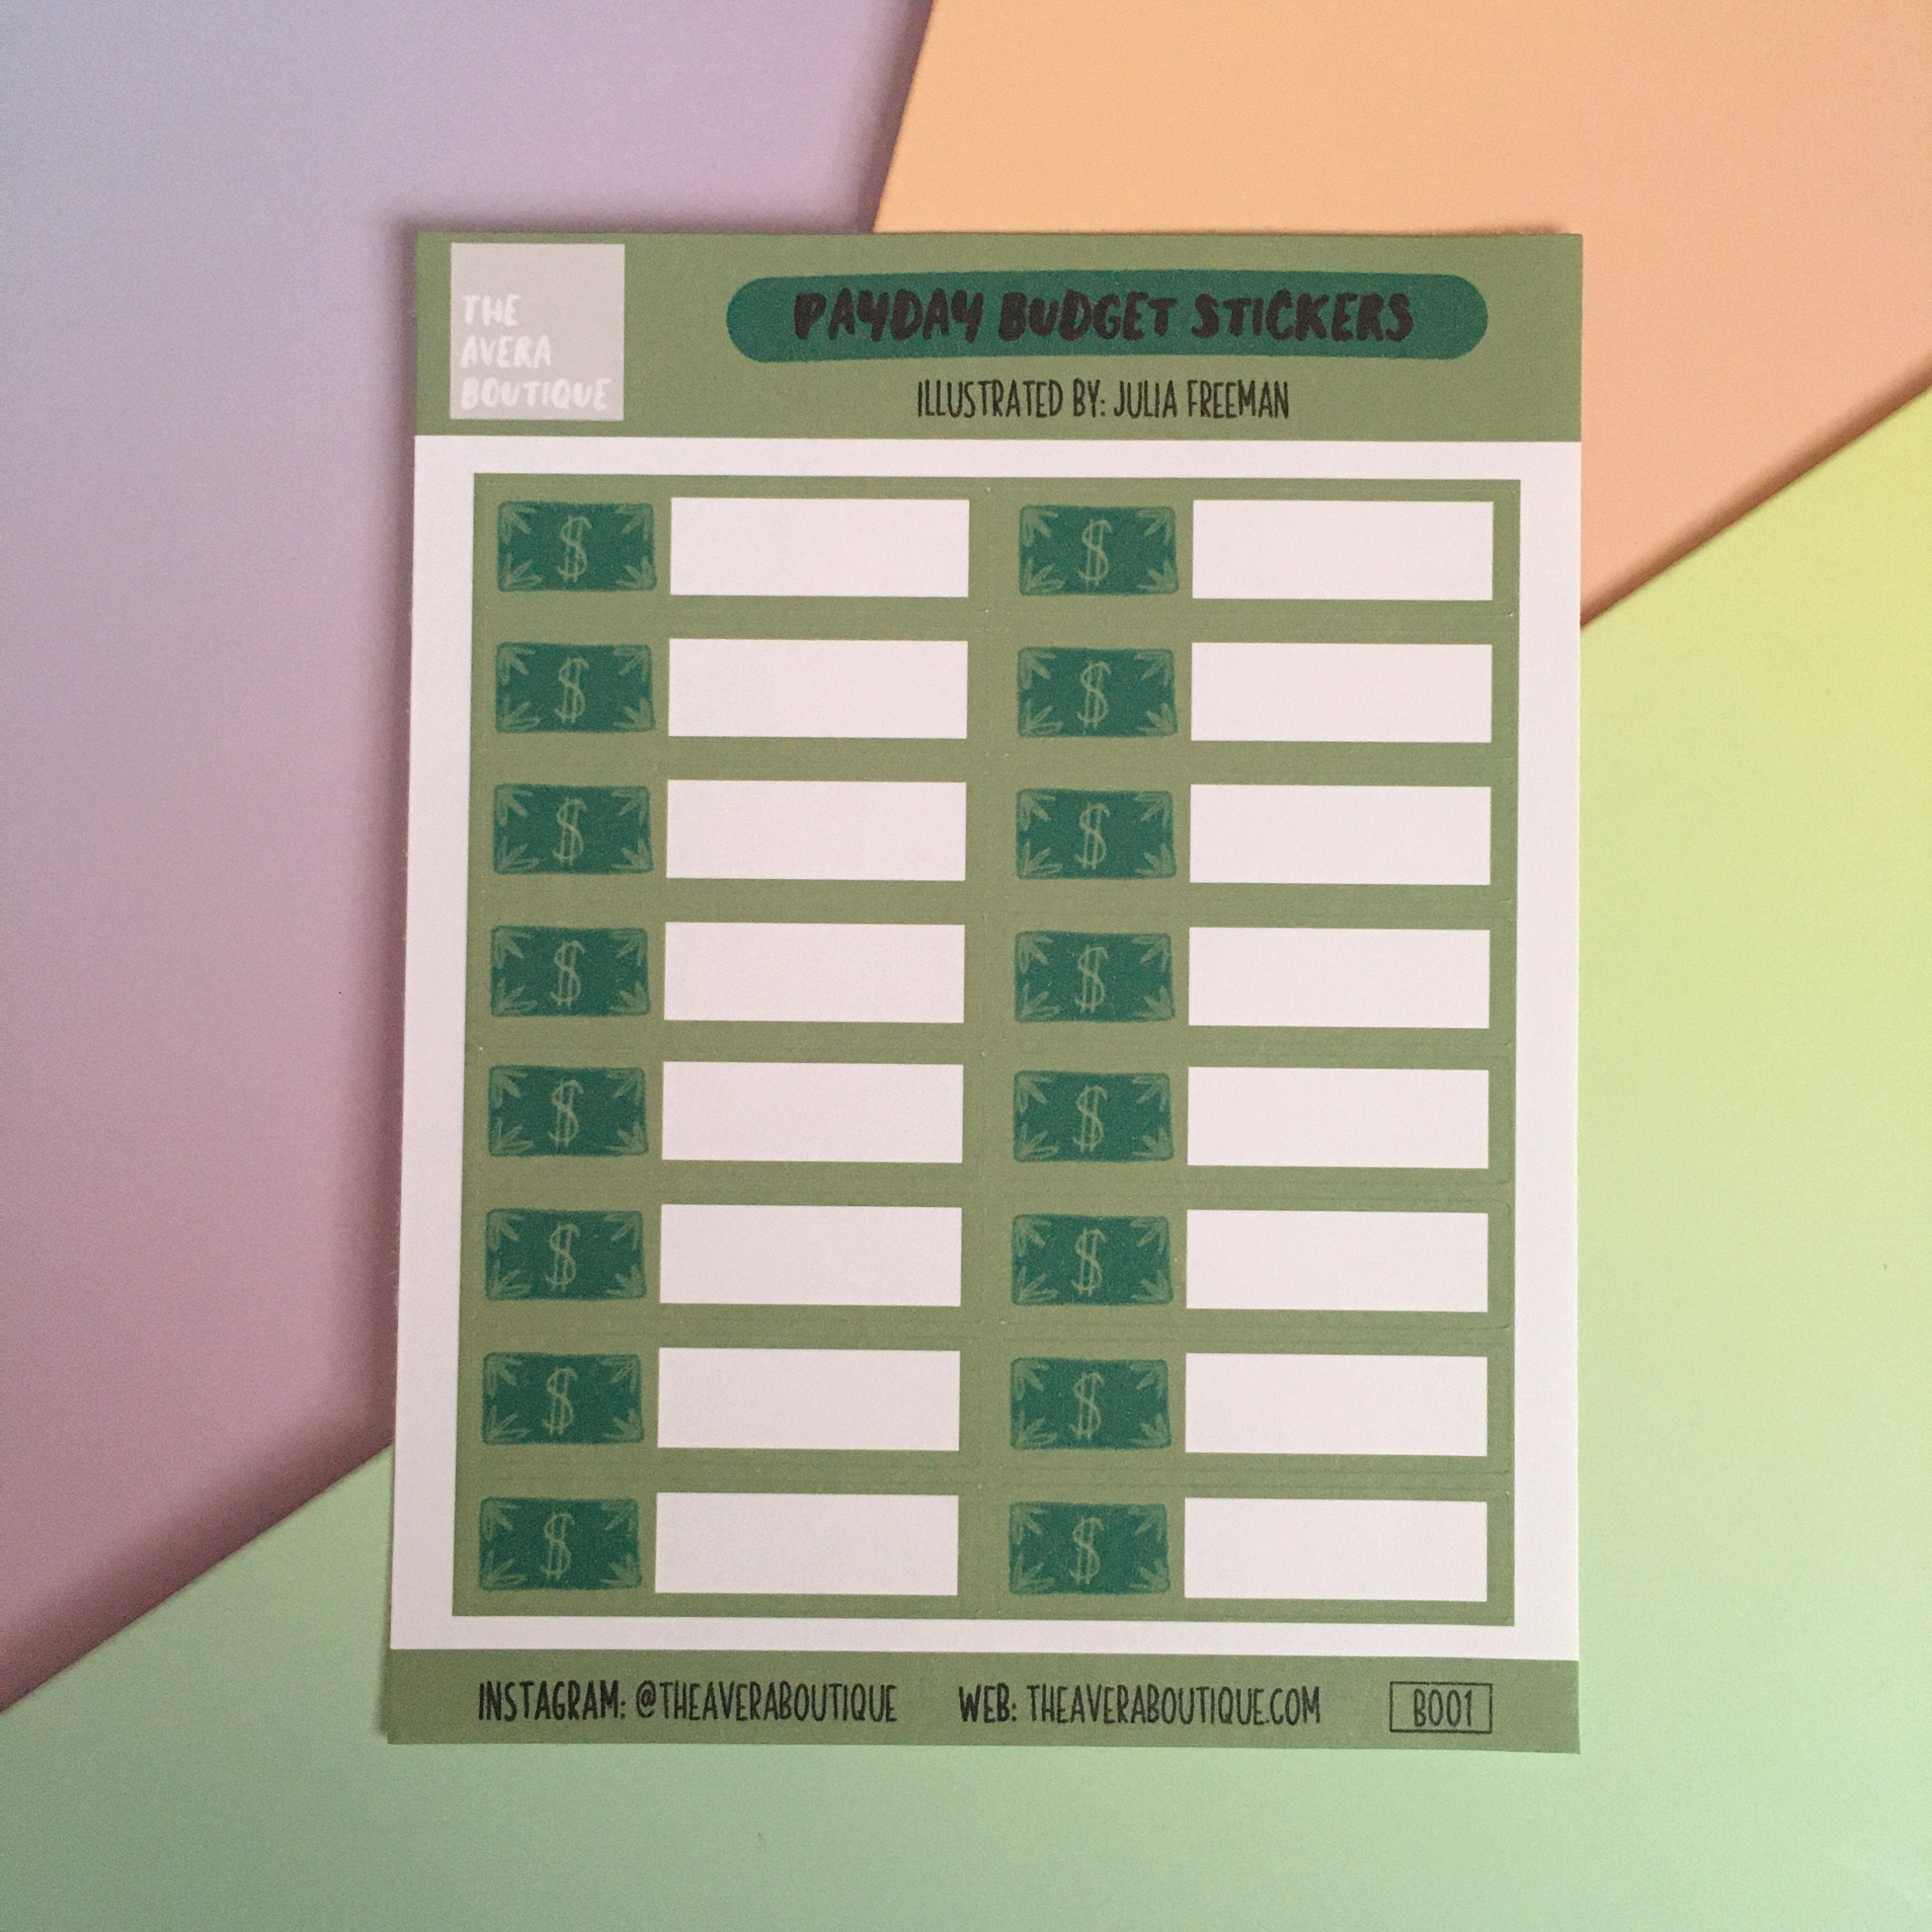 THE
AVERA
BOUTIQUE
PAYDAY BUDGET STICKERS
ILLUSTRATED BY: JULIA FREEMAN
$ $
$ $
$ $
$ $
$ $
$ $
$ $
$ $
INSTAGRAM: @THEAVERABOUTIQUE WEB: THEAVERABOUTIQUE.COM B001